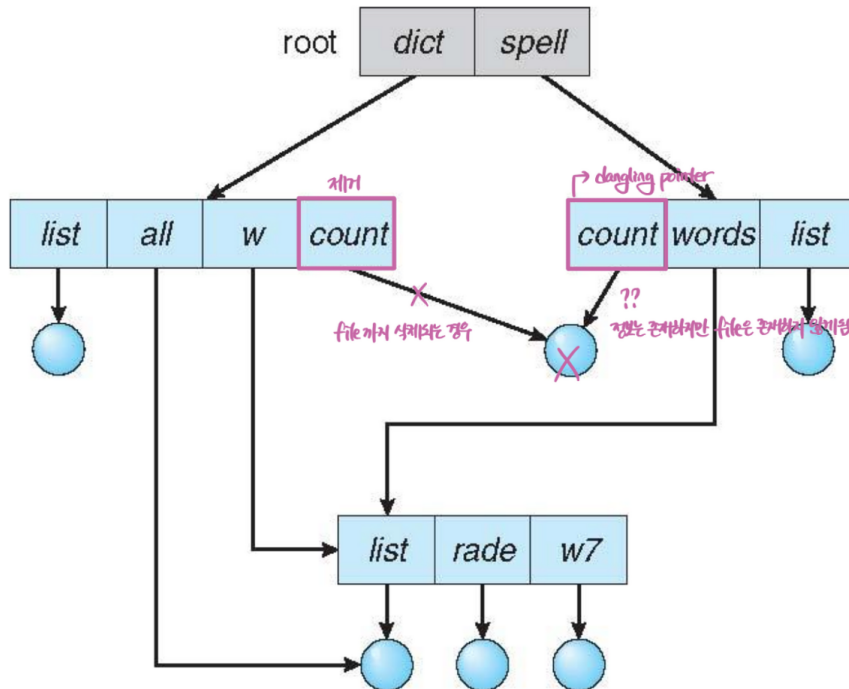 root dict spell
제거
→ dangling pointer
list all w count
count words list
??
file까지 삭제되는 경우
정보는 존재하지만 file은 존재하지 않게됨
list rade w7